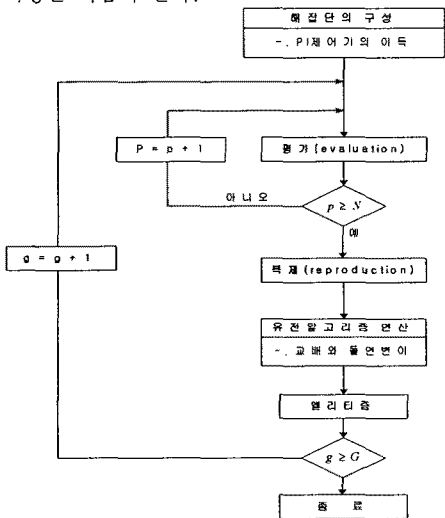 해집단의 구성
-. PI제어기의 이득
P = p + 1
평가(evaluation)
아니오
p ≥ N
예
g = g + 1
복제(reproduction)
유전알고리즘 연산
-. 교배와 돌연변이
엘리티즘
g ≥ G
종 료